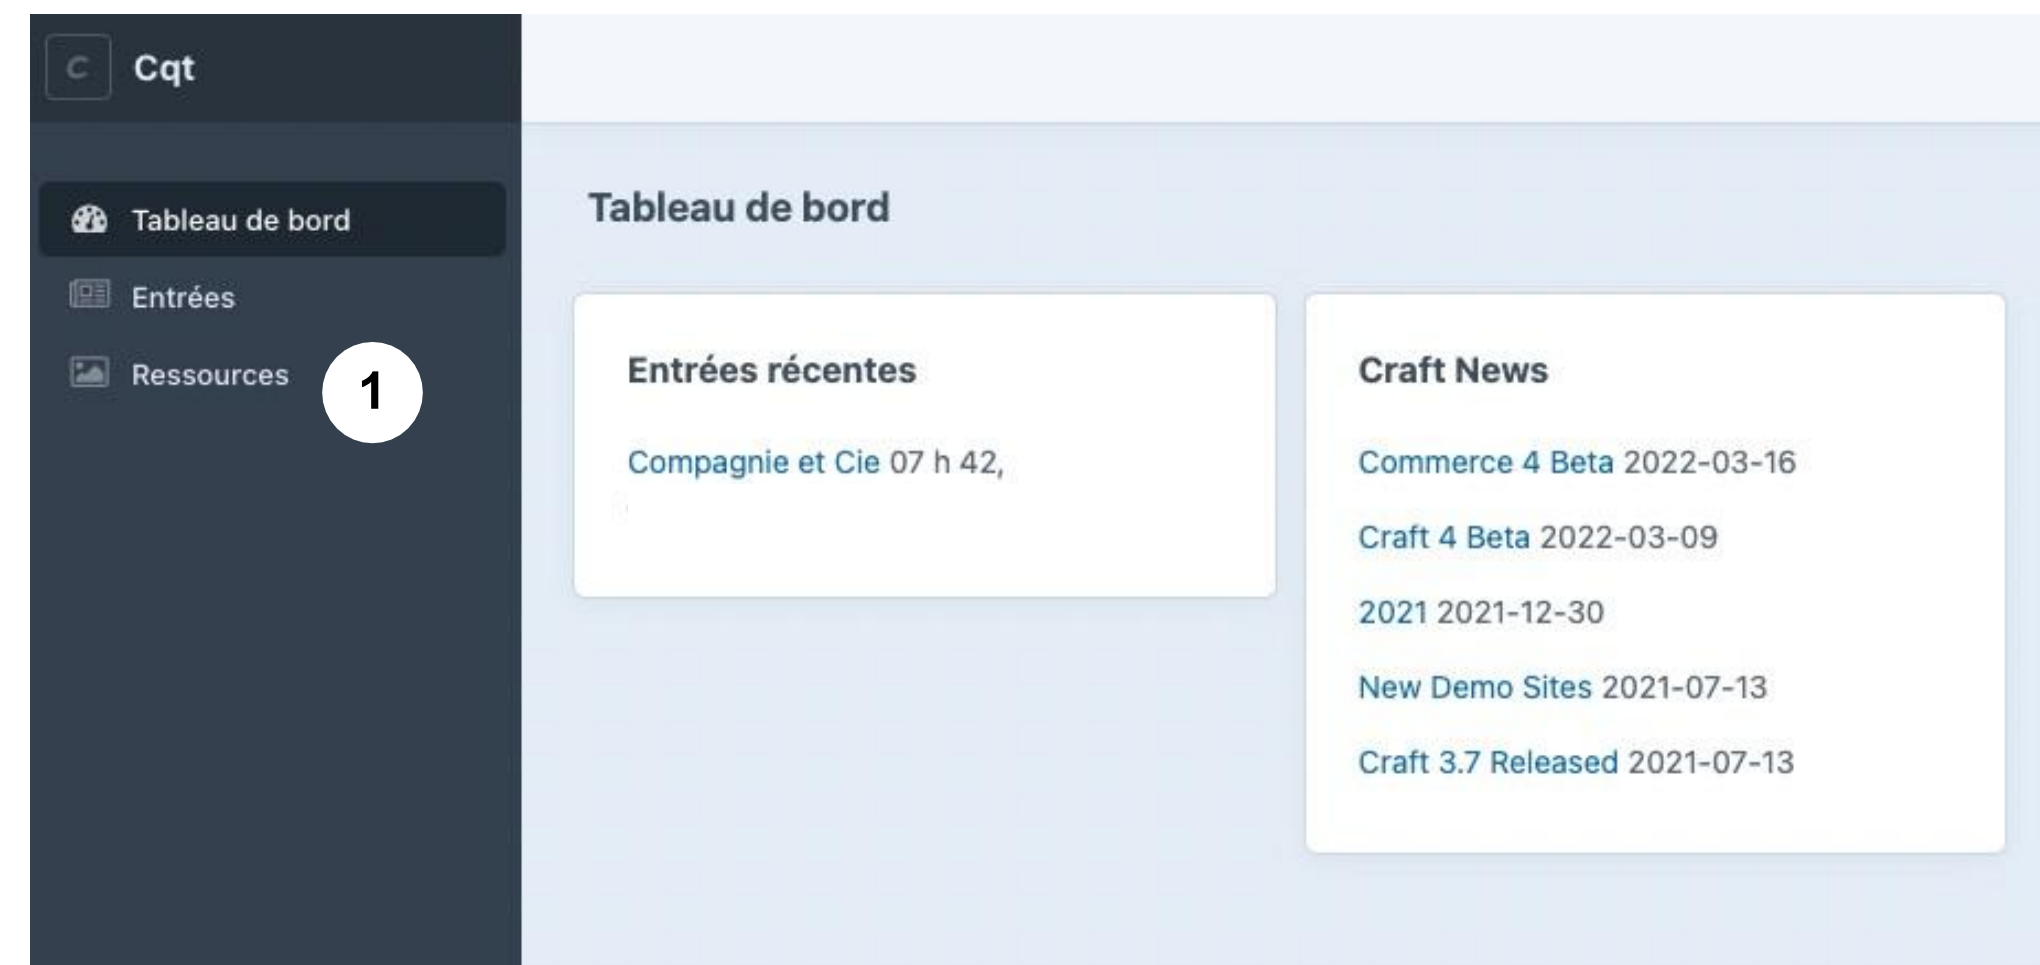 C Cqt
Tableau de bord
Entrées
Ressources
1
Tableau de bord
Entrées récentes
Compagnie et Cie 07 h 42,
Craft News
Commerce 4 Beta 2022-03-16
Craft 4 Beta 2022-03-09
2021 2021-12-30
New Demo Sites 2021-07-13
Craft 3.7 Released 2021-07-13